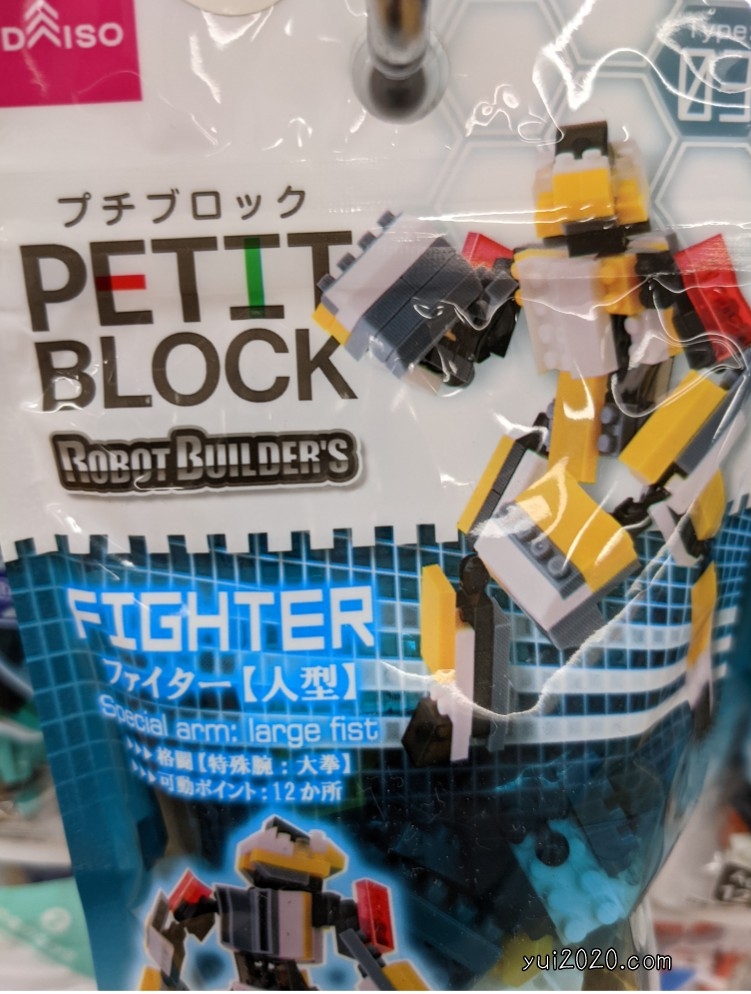 DAISO
Type:
03
プチブロック
PETIT
BLOCK
ROBOT BUILDER'S
FIGHTER
ファイター【人型】
Special arm: large fist
>>> 格闘【特殊腕:大拳】
>>> 可動ポイント:12か所
yui2020.com